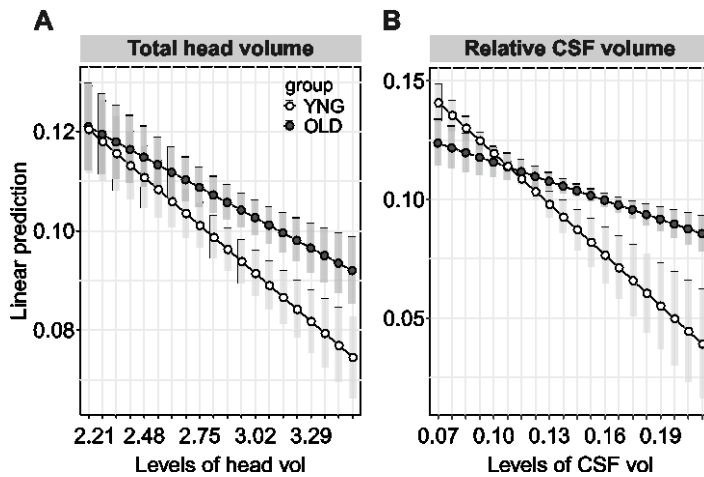 A
Total head volume
group
YNG
OLD
0.12
0.10
0.08
Linear prediction
2.21 2.48 2.75 3.02 3.29
Levels of head vol
B
Relative CSF volume
0.15
0.10
0.05
0.07 0.10 0.13 0.16 0.19
Levels of CSF vol